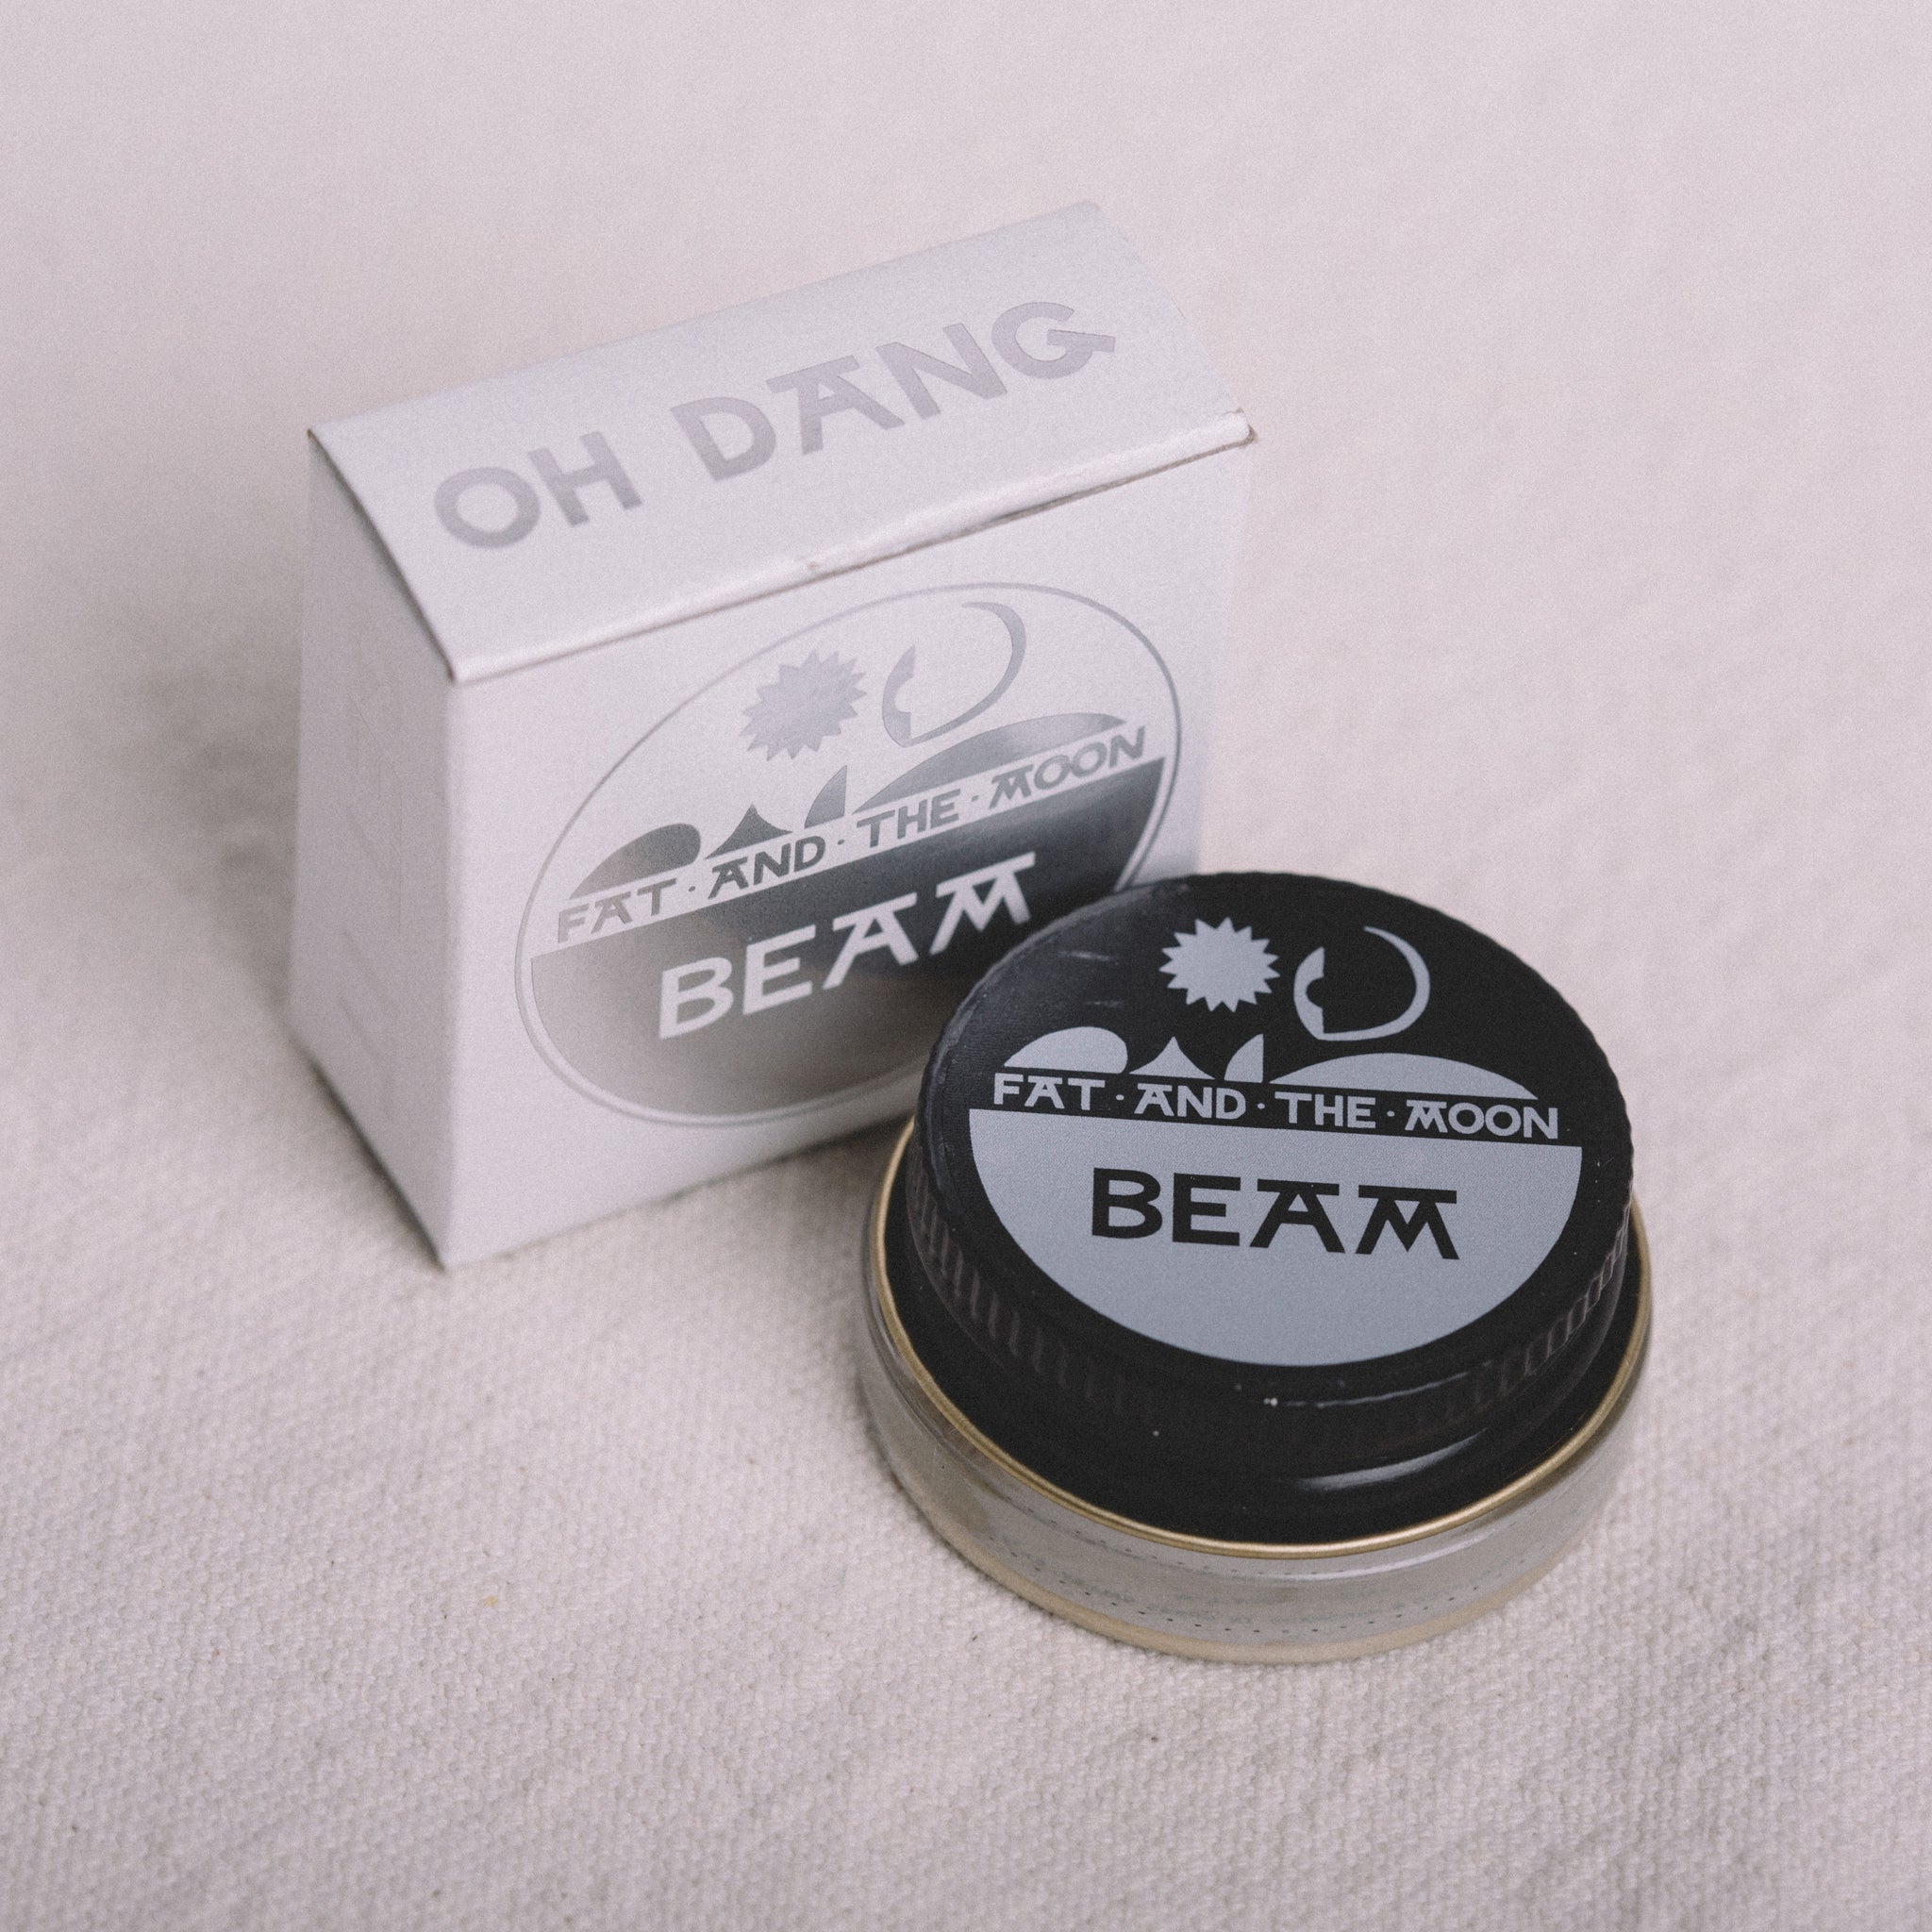 OH DANG
FAT · AND · THE · MOON
BEAM
FAT · AND · THE · MOON
BEAM